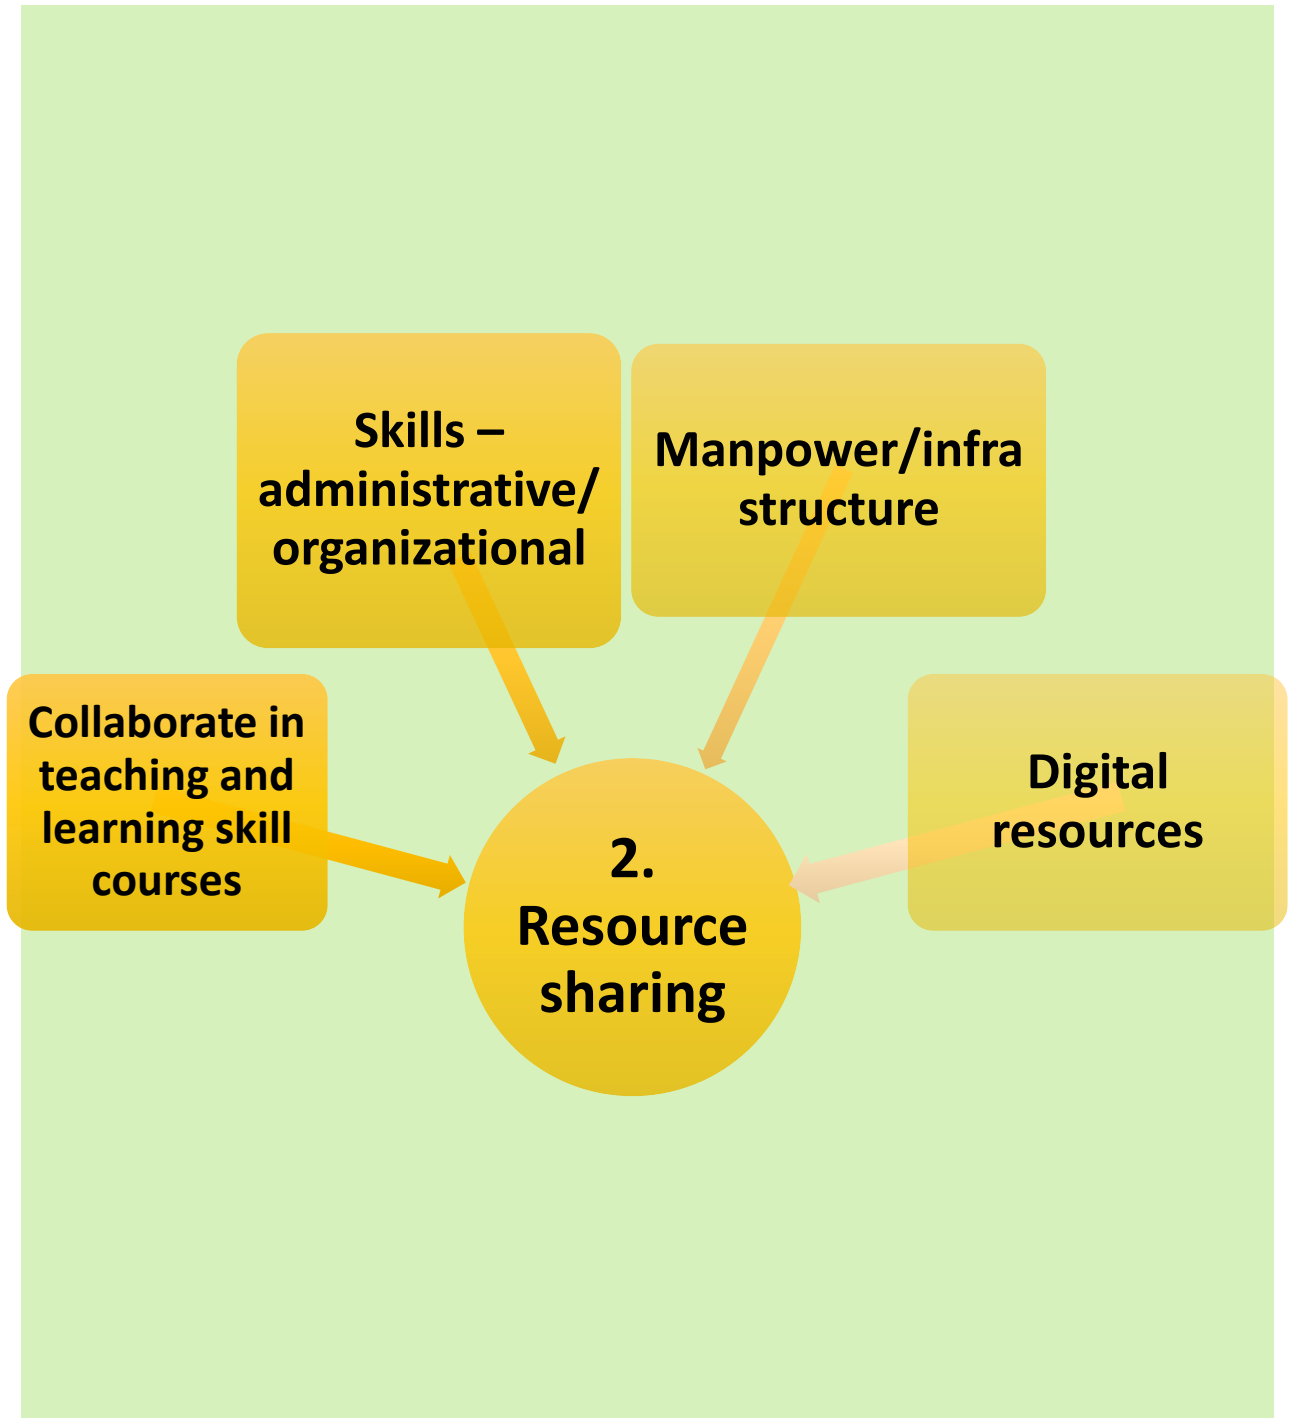 Skills –
administrative/
organizational
Manpower/infra
structure
Collaborate in
teaching and
learning skill
courses
Digital
resources
2.
Resource
sharing